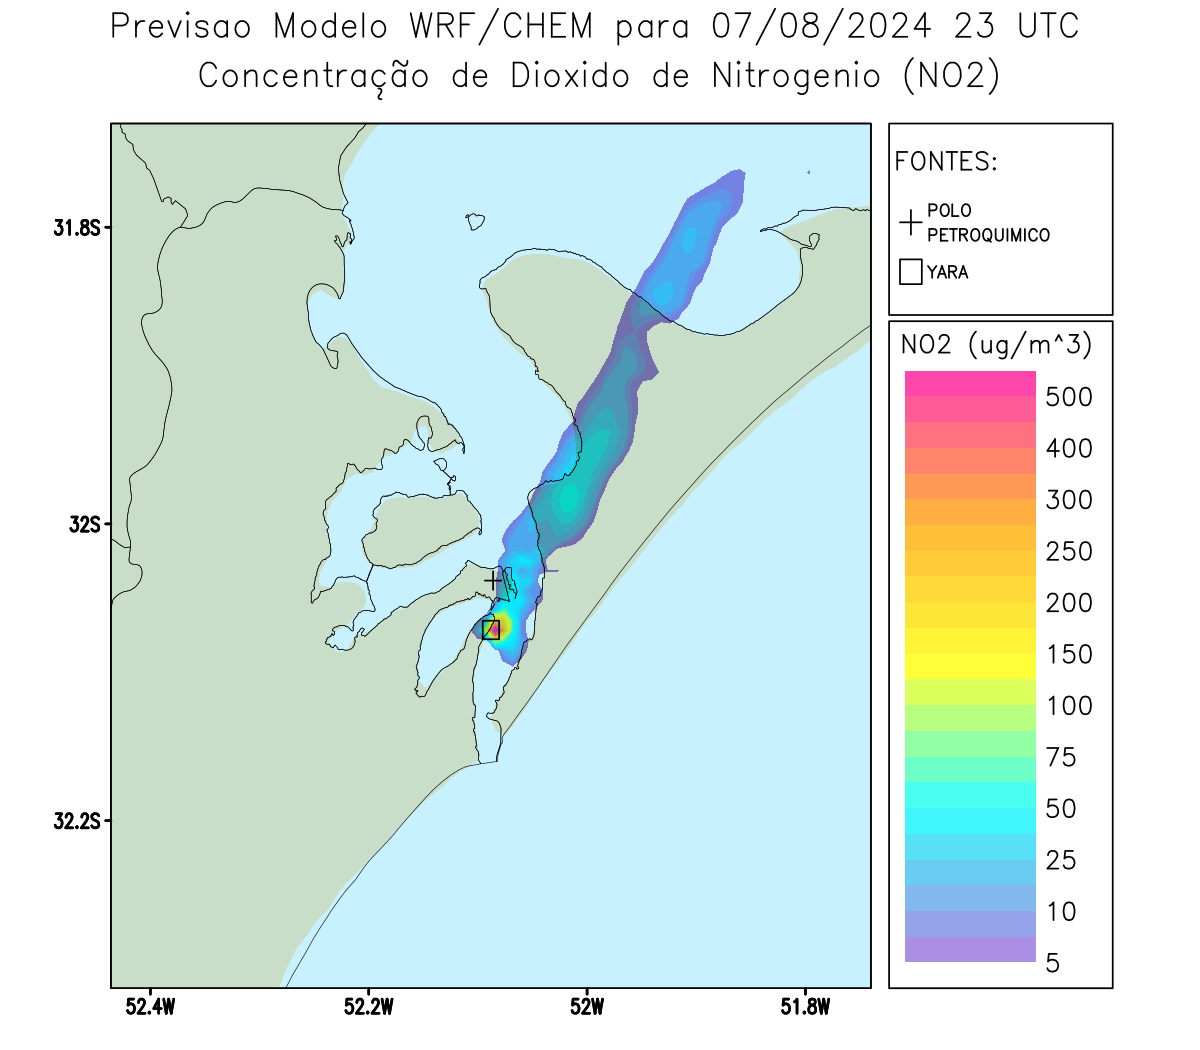 Previsao Modelo WRF/CHEM para 07/08/2024 23 UTC
Concentração de Dioxido de Nitrogenio (NO2)
FONTES:
POLO
PETROQUIMICO
YARA
31.8S
32S
32.2S
52.4W
52.2W
52W
51.8W
NO2 (ug/m^3)
500
400
300
250
200
150
100
75
50
25
10
5